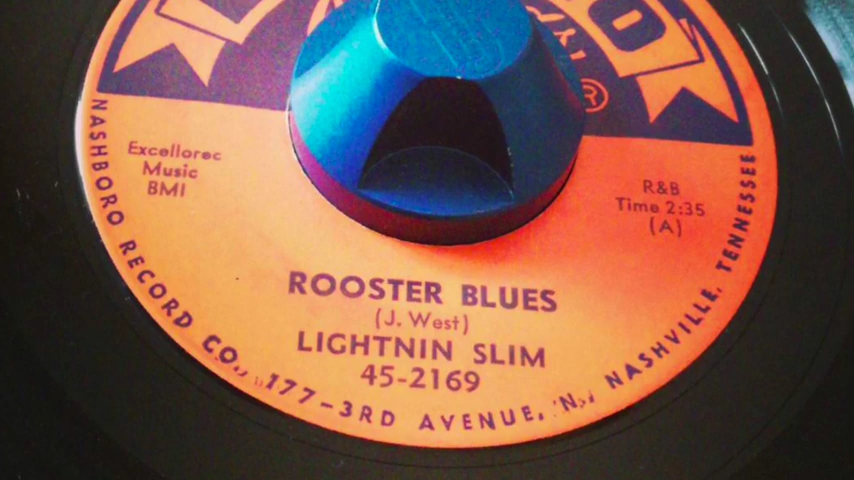 ®
Excellorec
Music
BMI
R&B
Time 2:35
(A)
ROOSTER BLUES
(J. West)
LIGHTNIN SLIM
45-2169
NASHBORO RECORD CO., 177-3RD AVENUE, N., NASHVILLE, TENNESSEE